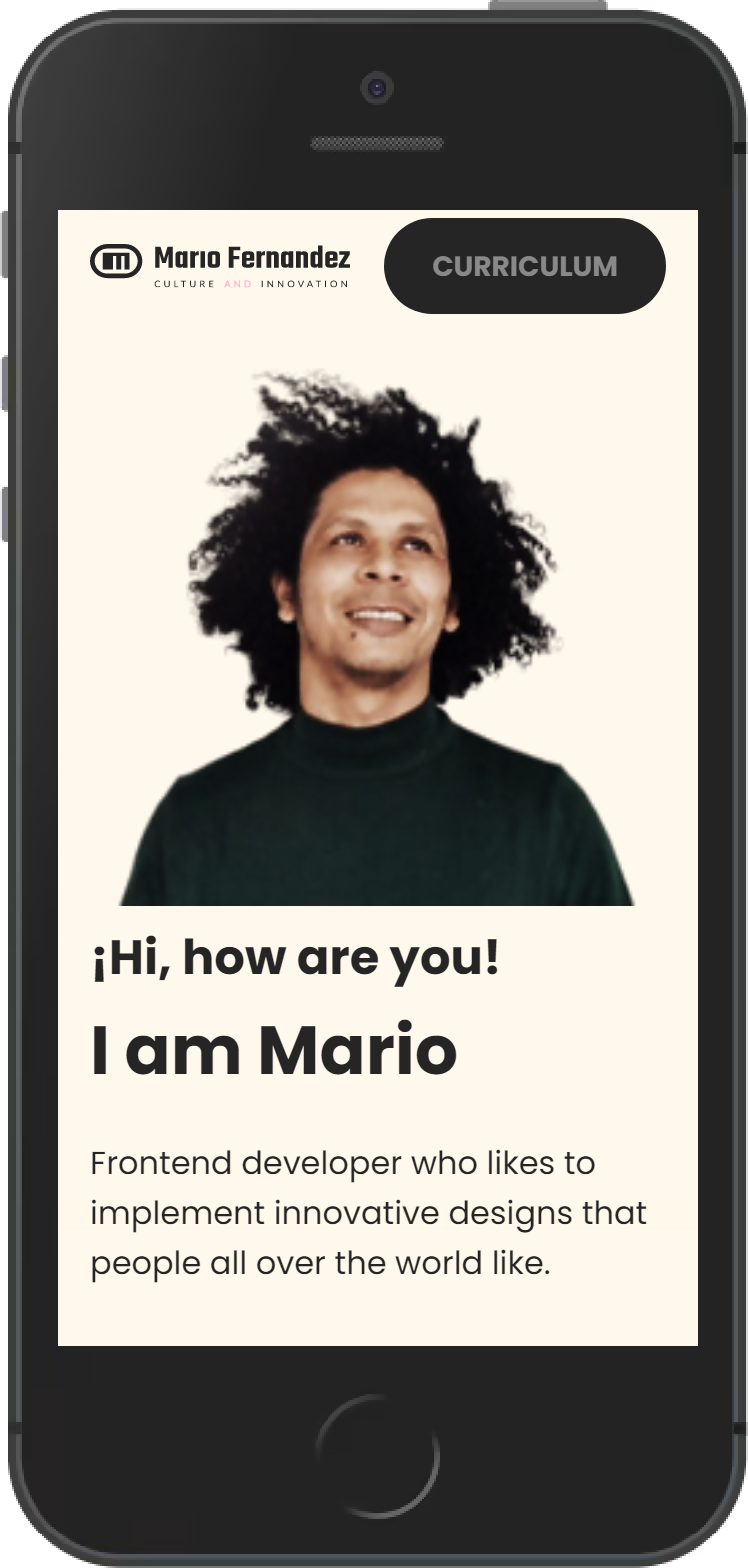 Mario Fernandez
CULTURE AND INNOVATION
CURRICULUM
¡Hi, how are you!
I am Mario
Frontend developer who likes to
implement innovative designs that
people all over the world like.